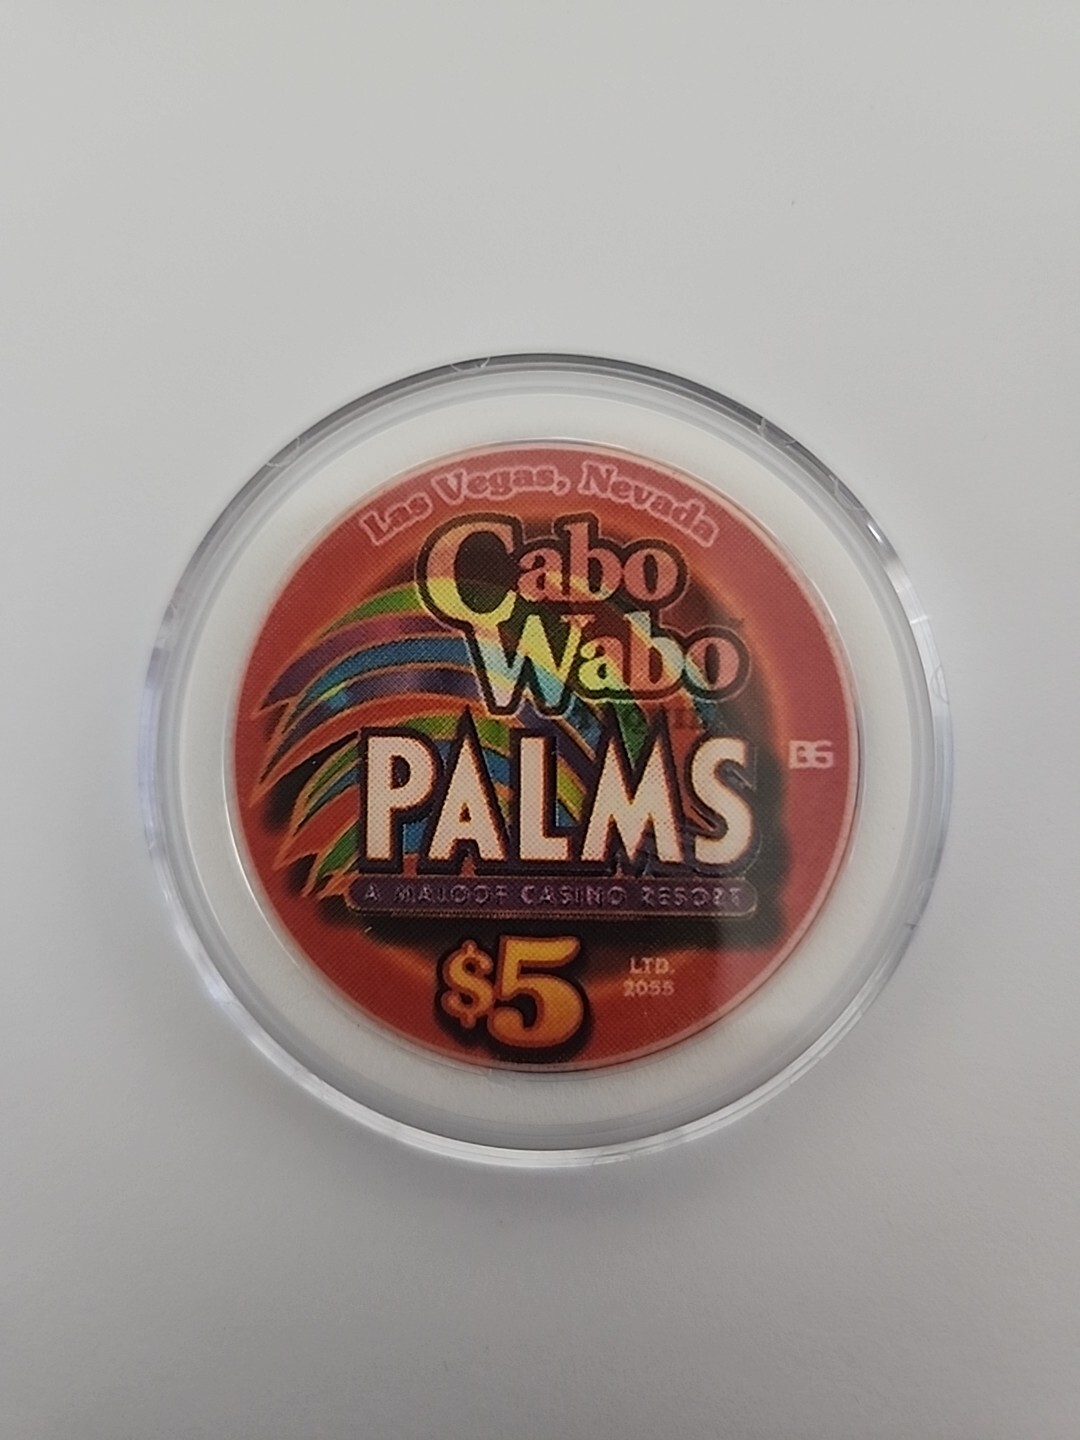 Las Vegas, Nevada
Cabo
Wabo
PALMS
BG
A MALOOF CASINO RESORT
$5
LTD.
2055